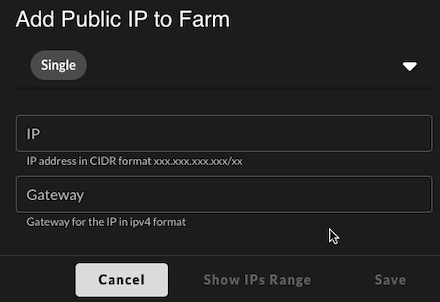 Add Public IP to Farm
Single
IP
IP address in CIDR format xxx.xxx.xxx.xxx/xx
Gateway
Gateway for the IP in ipv4 format
Cancel Show IPs Range Save